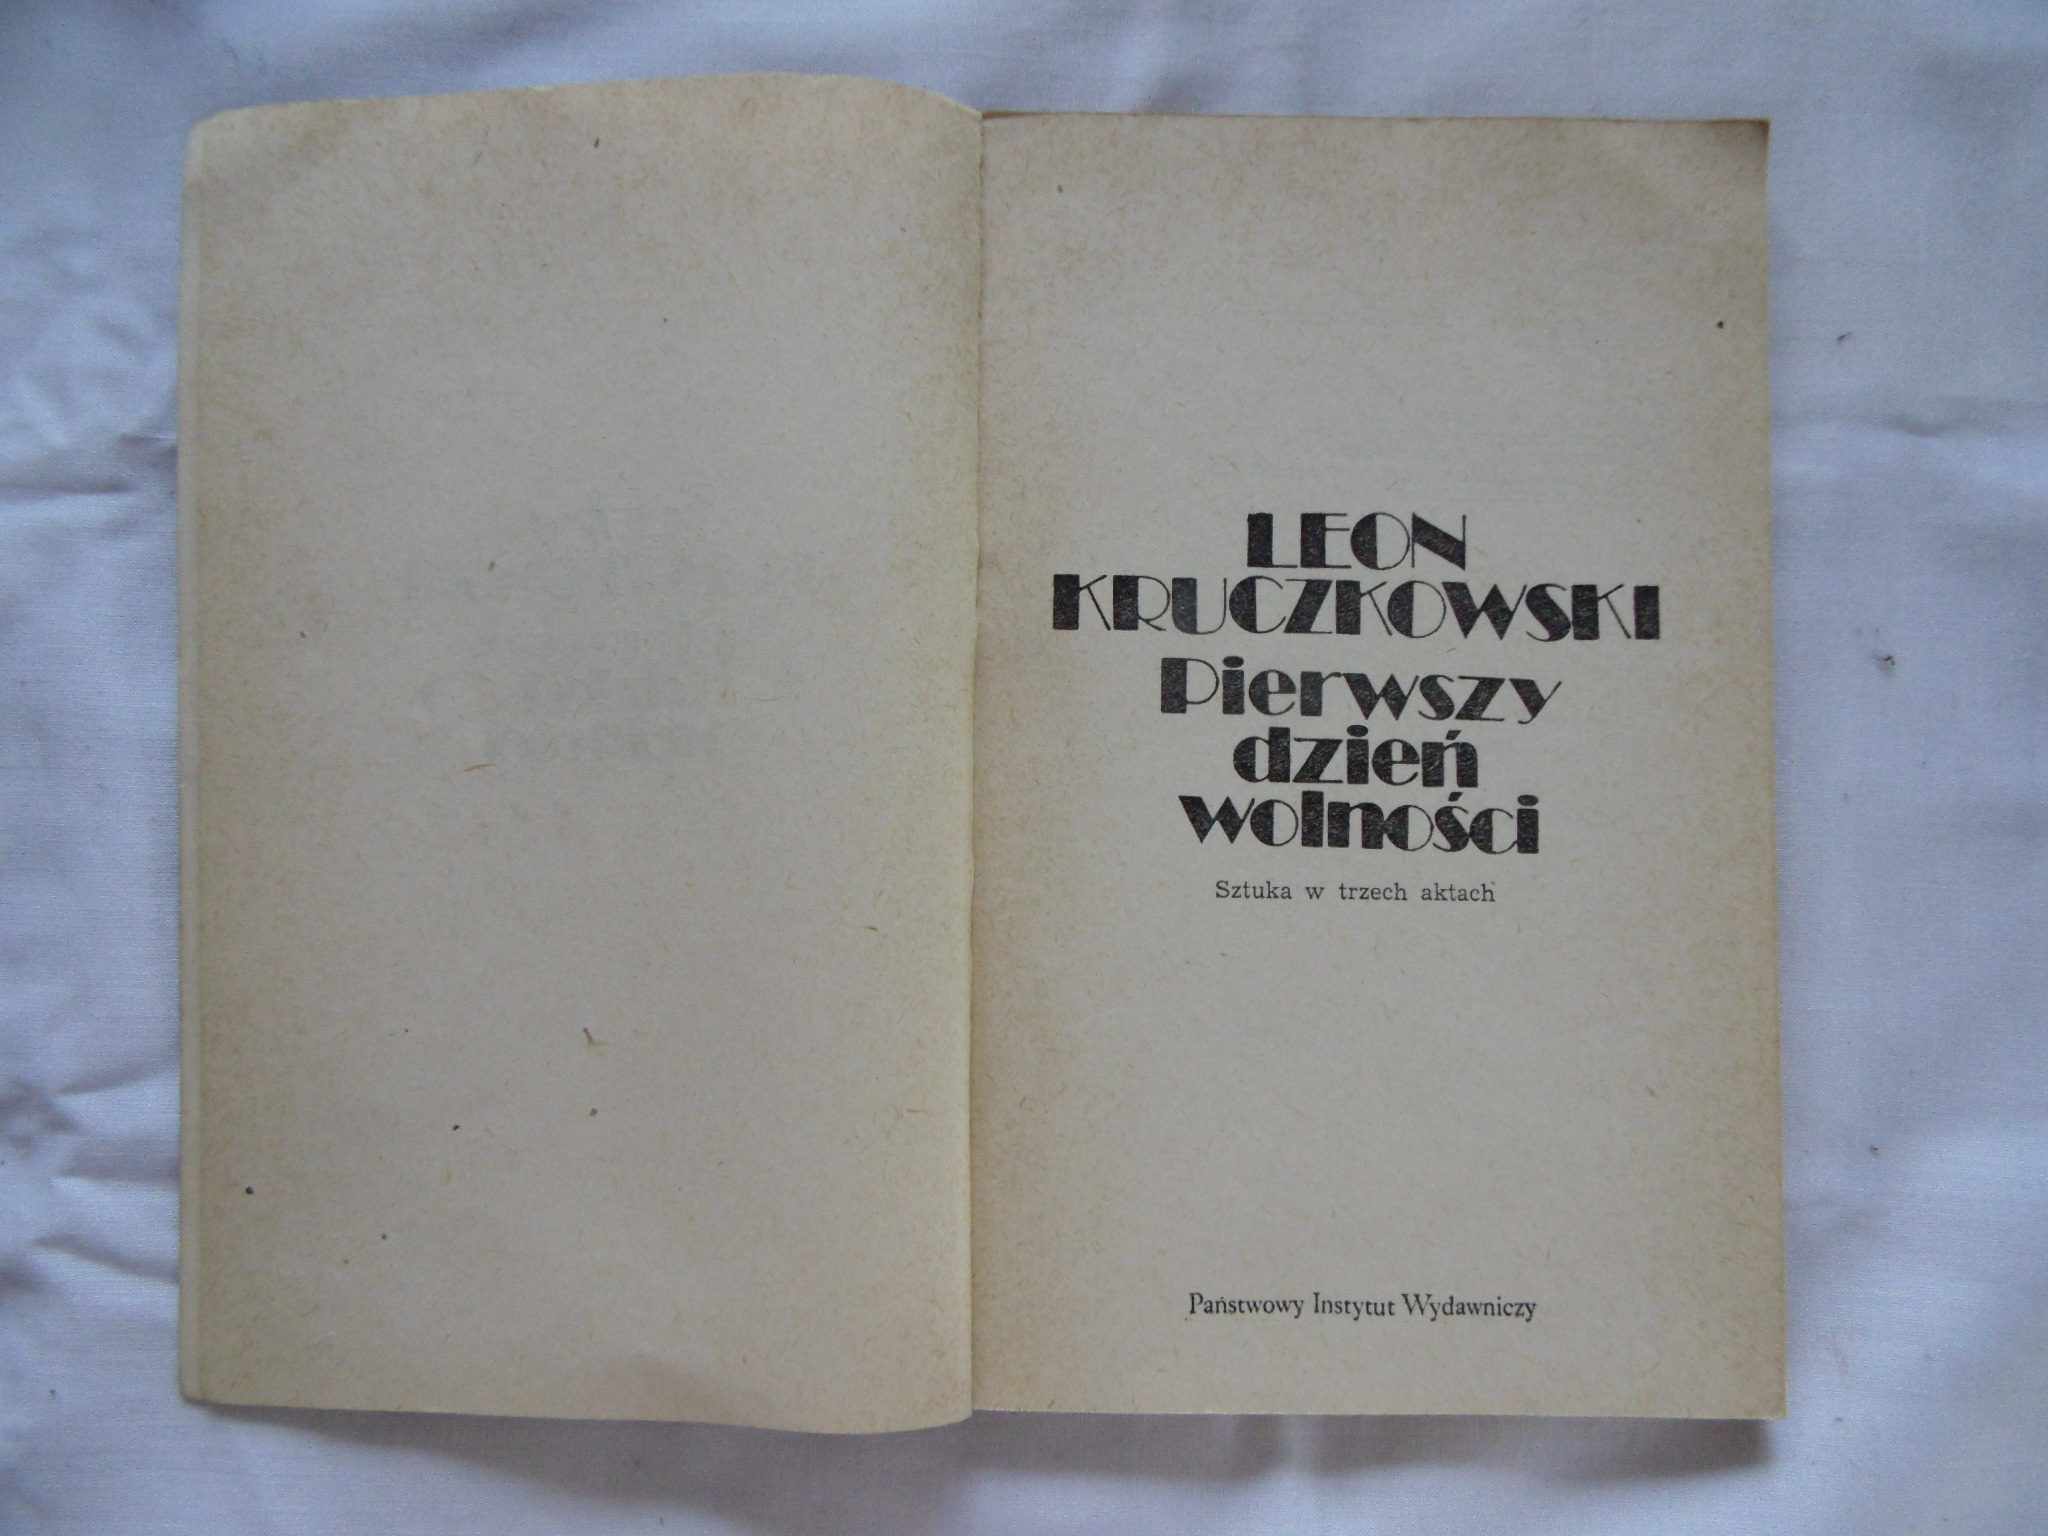 LEON
KRUCZKOWSKI
Pierwszy
dzień
wolności
Sztuka w trzech aktach
Państwowy Instytut Wydawniczy